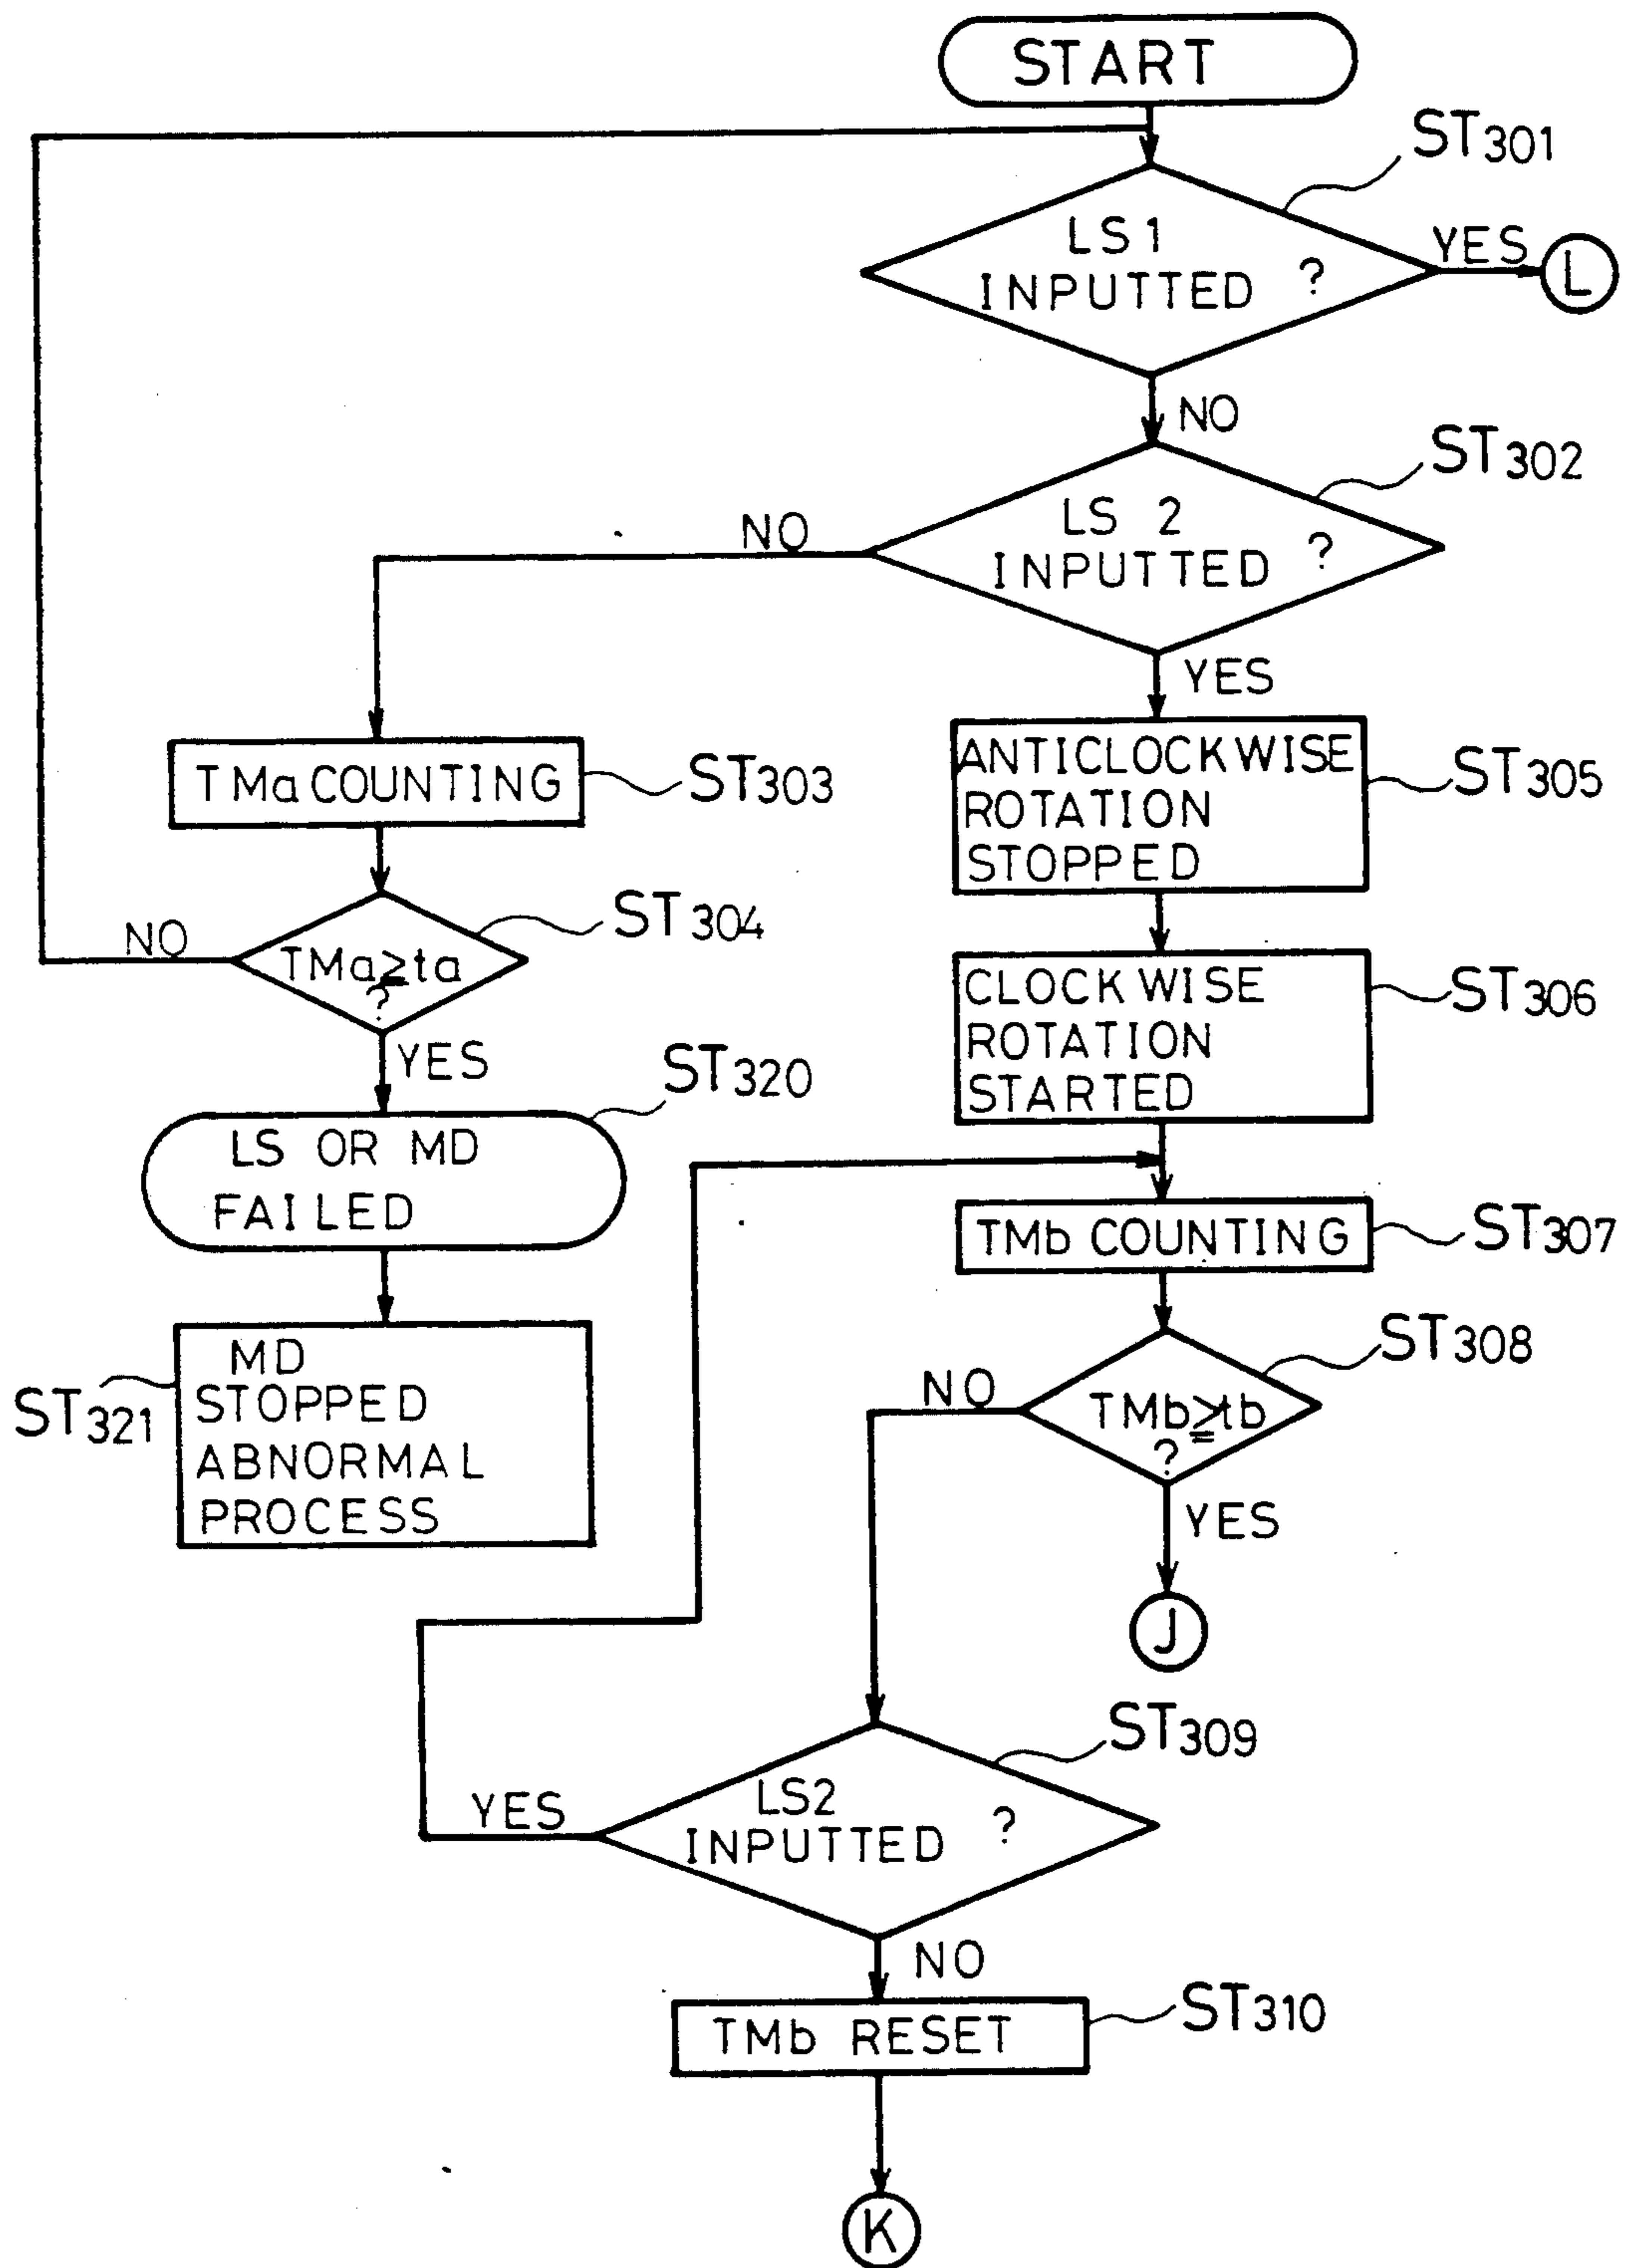 START
ST301
LS1
INPUTTED ?
YES
L
NO
ST302
LS 2
INPUTTED ?
NO
YES
TMa COUNTING
ST303
ANTICLOCKWISE
ROTATION
STOPPED
ST305
ST304
NO
TMa≧ta
?
YES
CLOCKWISE
ROTATION
STARTED
ST306
ST320
LS OR MD
FAILED
TMb COUNTING
ST307
ST321
MD
STOPPED
ABNORMAL
PROCESS
ST308
NO
TMb≧tb
?
YES
J
ST309
YES
LS2
INPUTTED ?
NO
TMb RESET
ST310
K